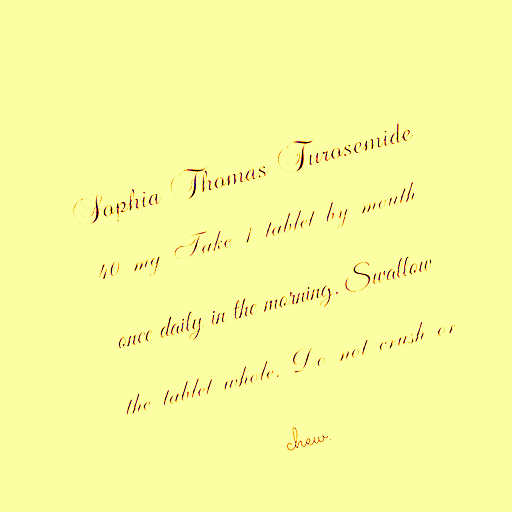 Sophia Thomas Furosemide
40 mg Take 1 tablet by mouth
once daily in the morning. Swallow
the tablet whole. Do not crush or
chew.